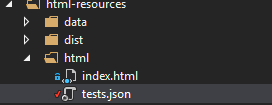 html-resources
data
dist
html
index.html
tests.json